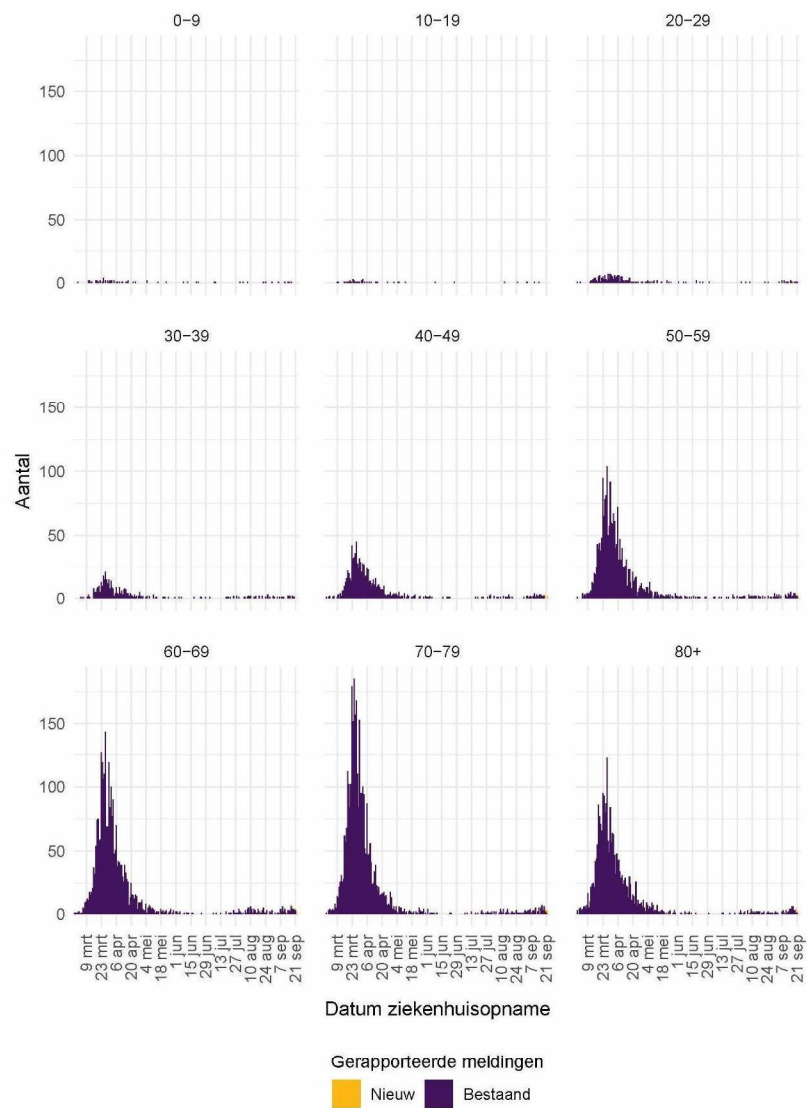 0−9 10−19 20−29
150
100
50
0
30−39 40−49 50−59
150
100
50
0
60−69 70−79 80+
150
100
50
0
Aantal
9 mrt 23 mrt 6 apr 20 apr 4 mei 18 mei 1 jun 15 jun 29 jun 13 jul 27 jul 10 aug 24 aug 7 sep 21 sep
9 mrt 23 mrt 6 apr 20 apr 4 mei 18 mei 1 jun 15 jun 29 jun 13 jul 27 jul 10 aug 24 aug 7 sep 21 sep
9 mrt 23 mrt 6 apr 20 apr 4 mei 18 mei 1 jun 15 jun 29 jun 13 jul 27 jul 10 aug 24 aug 7 sep 21 sep
Datum ziekenhuisopname
Gerapporteerde meldingen
Nieuw Bestaand